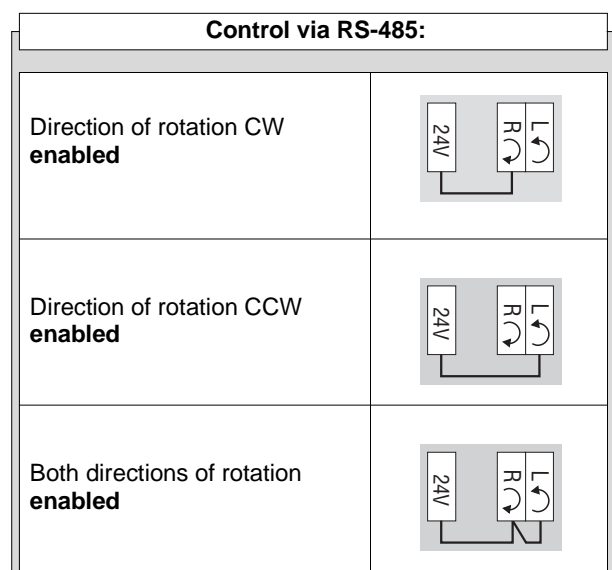 Control via RS-485:
Direction of rotation CW
enabled
24V
R
L
Direction of rotation CCW
enabled
24V
R
L
Both directions of rotation
enabled
24V
R
L